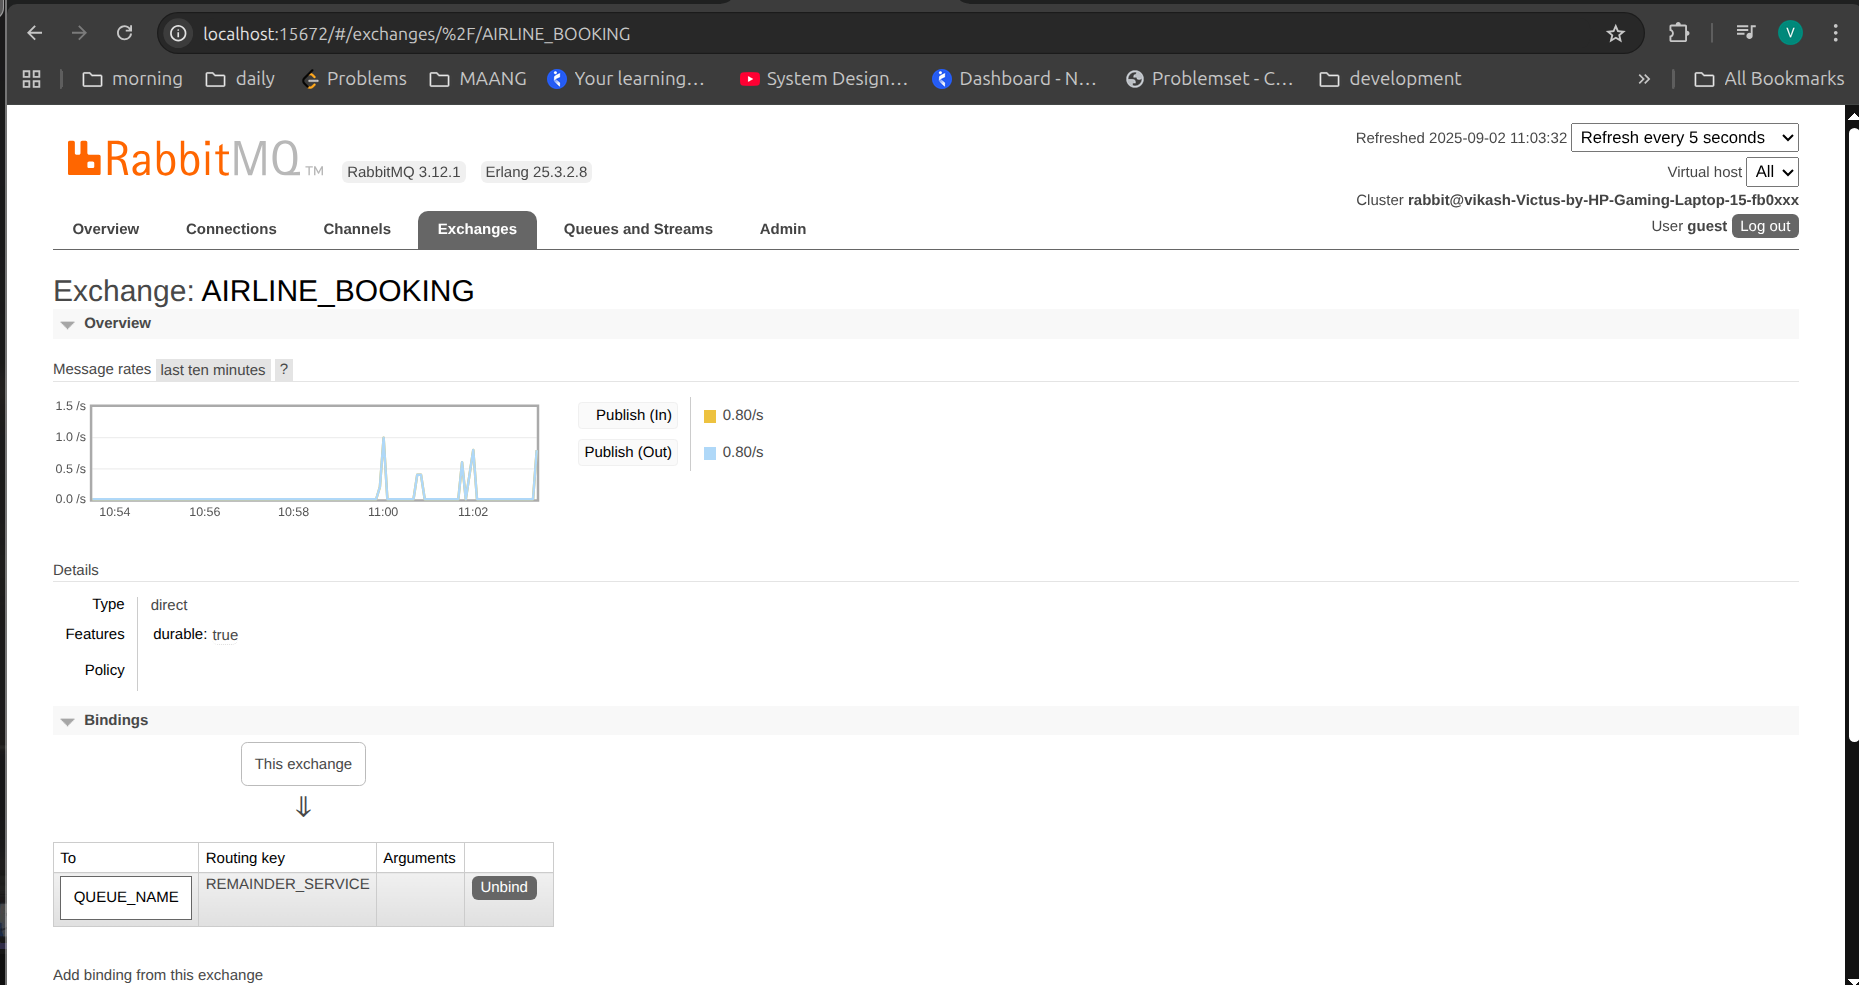 localhost:15672/#/exchanges/%2F/AIRLINE_BOOKING
V
morning daily Problems MAANG Your learning... System Design... Dashboard - N... Problemset - C... development » All Bookmarks
RabbitMQ TM RabbitMQ 3.12.1 Erlang 25.3.2.8
Refreshed 2025-09-02 11:03:32 Refresh every 5 seconds
Virtual host All
Cluster rabbit@vikash-Victus-by-HP-Gaming-Laptop-15-fb0xxx
User guest Log out
Overview Connections Channels Exchanges Queues and Streams Admin
Exchange: AIRLINE_BOOKING
Overview
Message rates last ten minutes ?
1.5 /s
1.0 /s
0.5 /s
0.0 /s
10:54 10:56 10:58 11:00 11:02
Publish (In) 0.80/s
Publish (Out) 0.80/s
Details
Type direct
Features durable: true
Policy
Bindings
This exchange
⇓
To Routing key Arguments
QUEUE_NAME REMAINDER_SERVICE Unbind
Add binding from this exchange